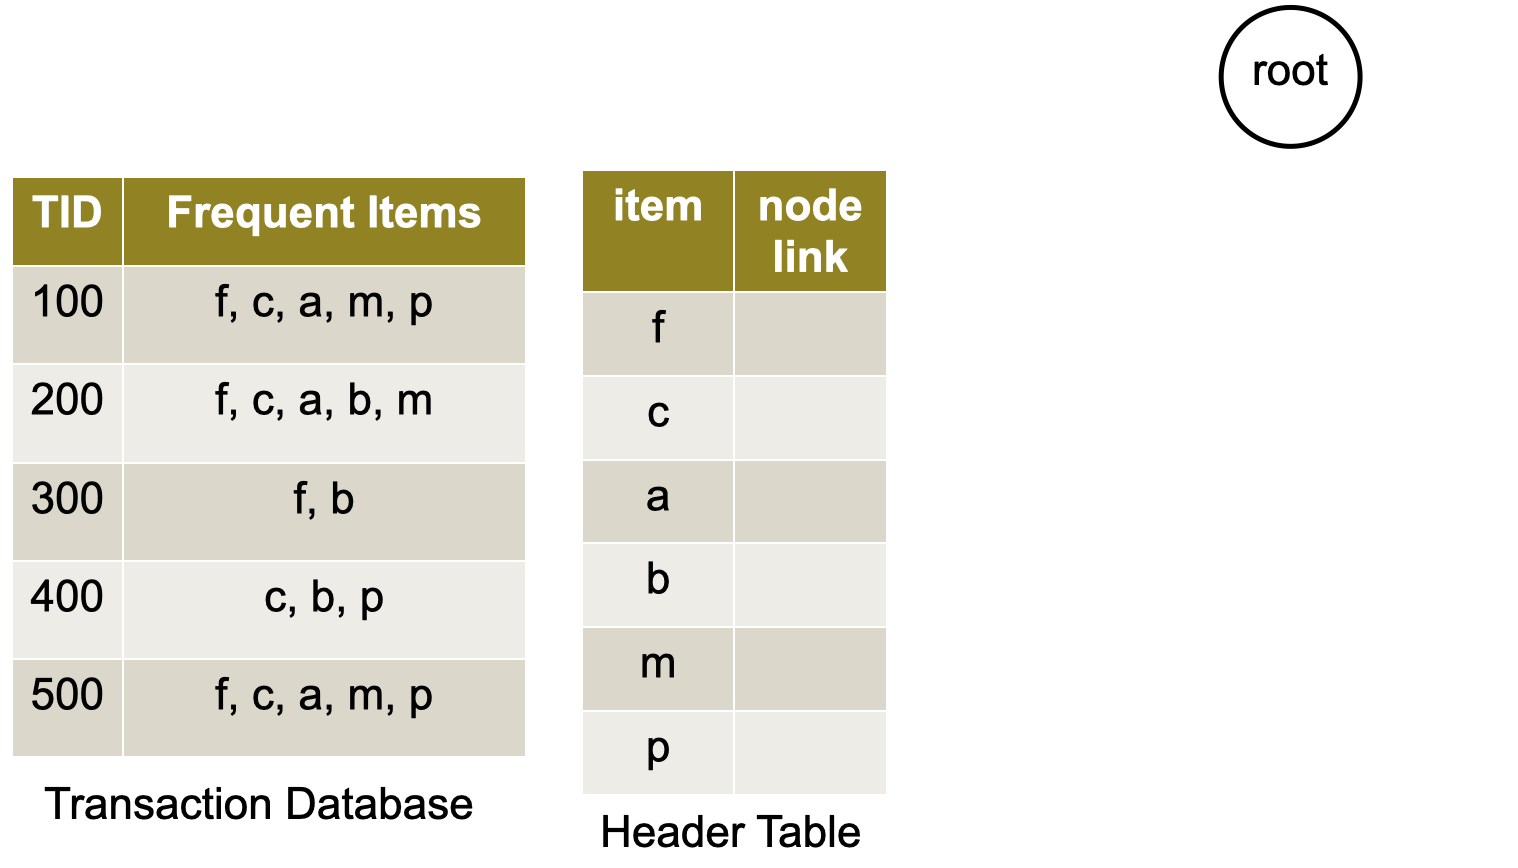 root
TID Frequent Items
100 f, c, a, m, p
200 f, c, a, b, m
300 f, b
400 c, b, p
500 f, c, a, m, p
Transaction Database
item node
link
f
c
a
b
m
p
Header Table